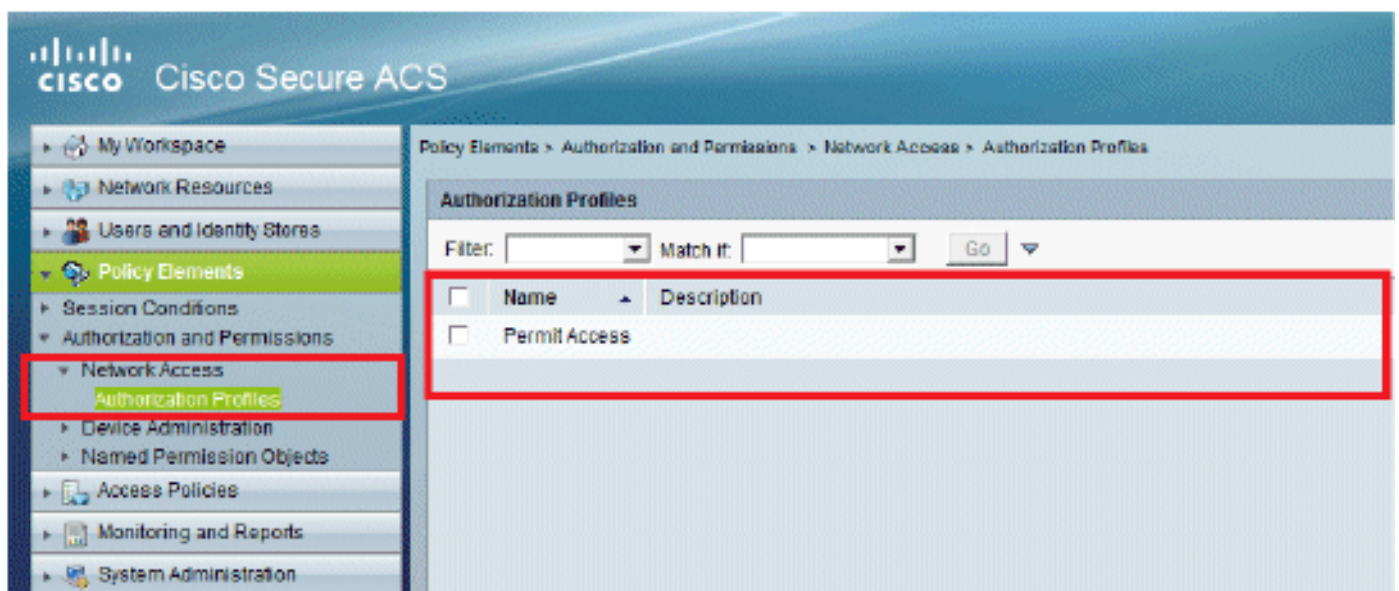 CISCO Cisco Secure ACS
My Workspace
Network Resources
Users and Identity Stores
Policy Elements
Session Conditions
Authorization and Permissions
Network Access
Authorization Profiles
Device Administration
Named Permission Objects
Access Policies
Monitoring and Reports
System Administration
Policy Elements > Authorization and Permissions > Network Access > Authorization Profiles
Authorization Profiles
Filter: Match if: Go
Name Description
Permit Access